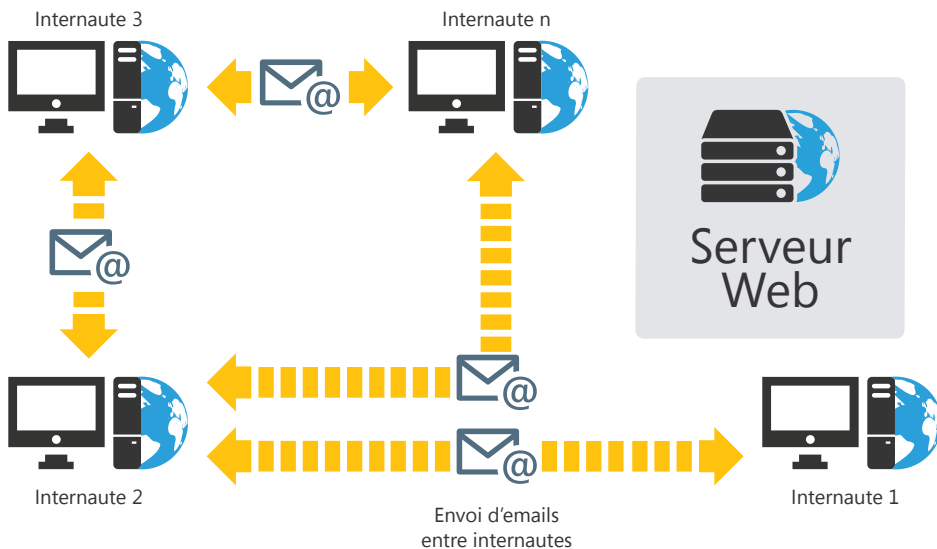 Internaute 3
Internaute n
@
@
Serveur
Web
@
@
Internaute 2
Internaute 1
Envoi d’emails
entre internautes